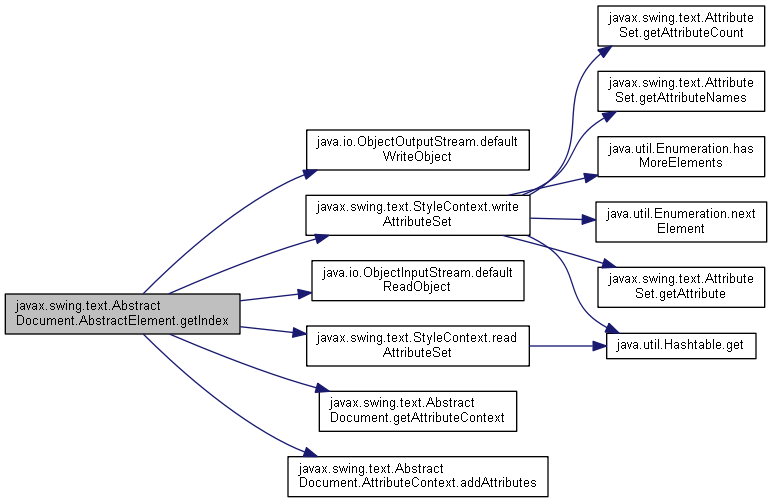 javax.swing.text.Attribute
Set.getAttributeCount
javax.swing.text.Attribute
Set.getAttributeNames
java.io.ObjectOutputStream.default
WriteObject
java.util.Enumeration.has
MoreElements
javax.swing.text.StyleContext.write
AttributeSet
java.util.Enumeration.next
Element
java.io.ObjectInputStream.default
ReadObject
javax.swing.text.Attribute
Set.getAttribute
javax.swing.text.Abstract
Document.AbstractElement.getIndex
javax.swing.text.StyleContext.read
AttributeSet
java.util.Hashtable.get
javax.swing.text.Abstract
Document.getAttributeContext
javax.swing.text.Abstract
Document.AttributeContext.addAttributes